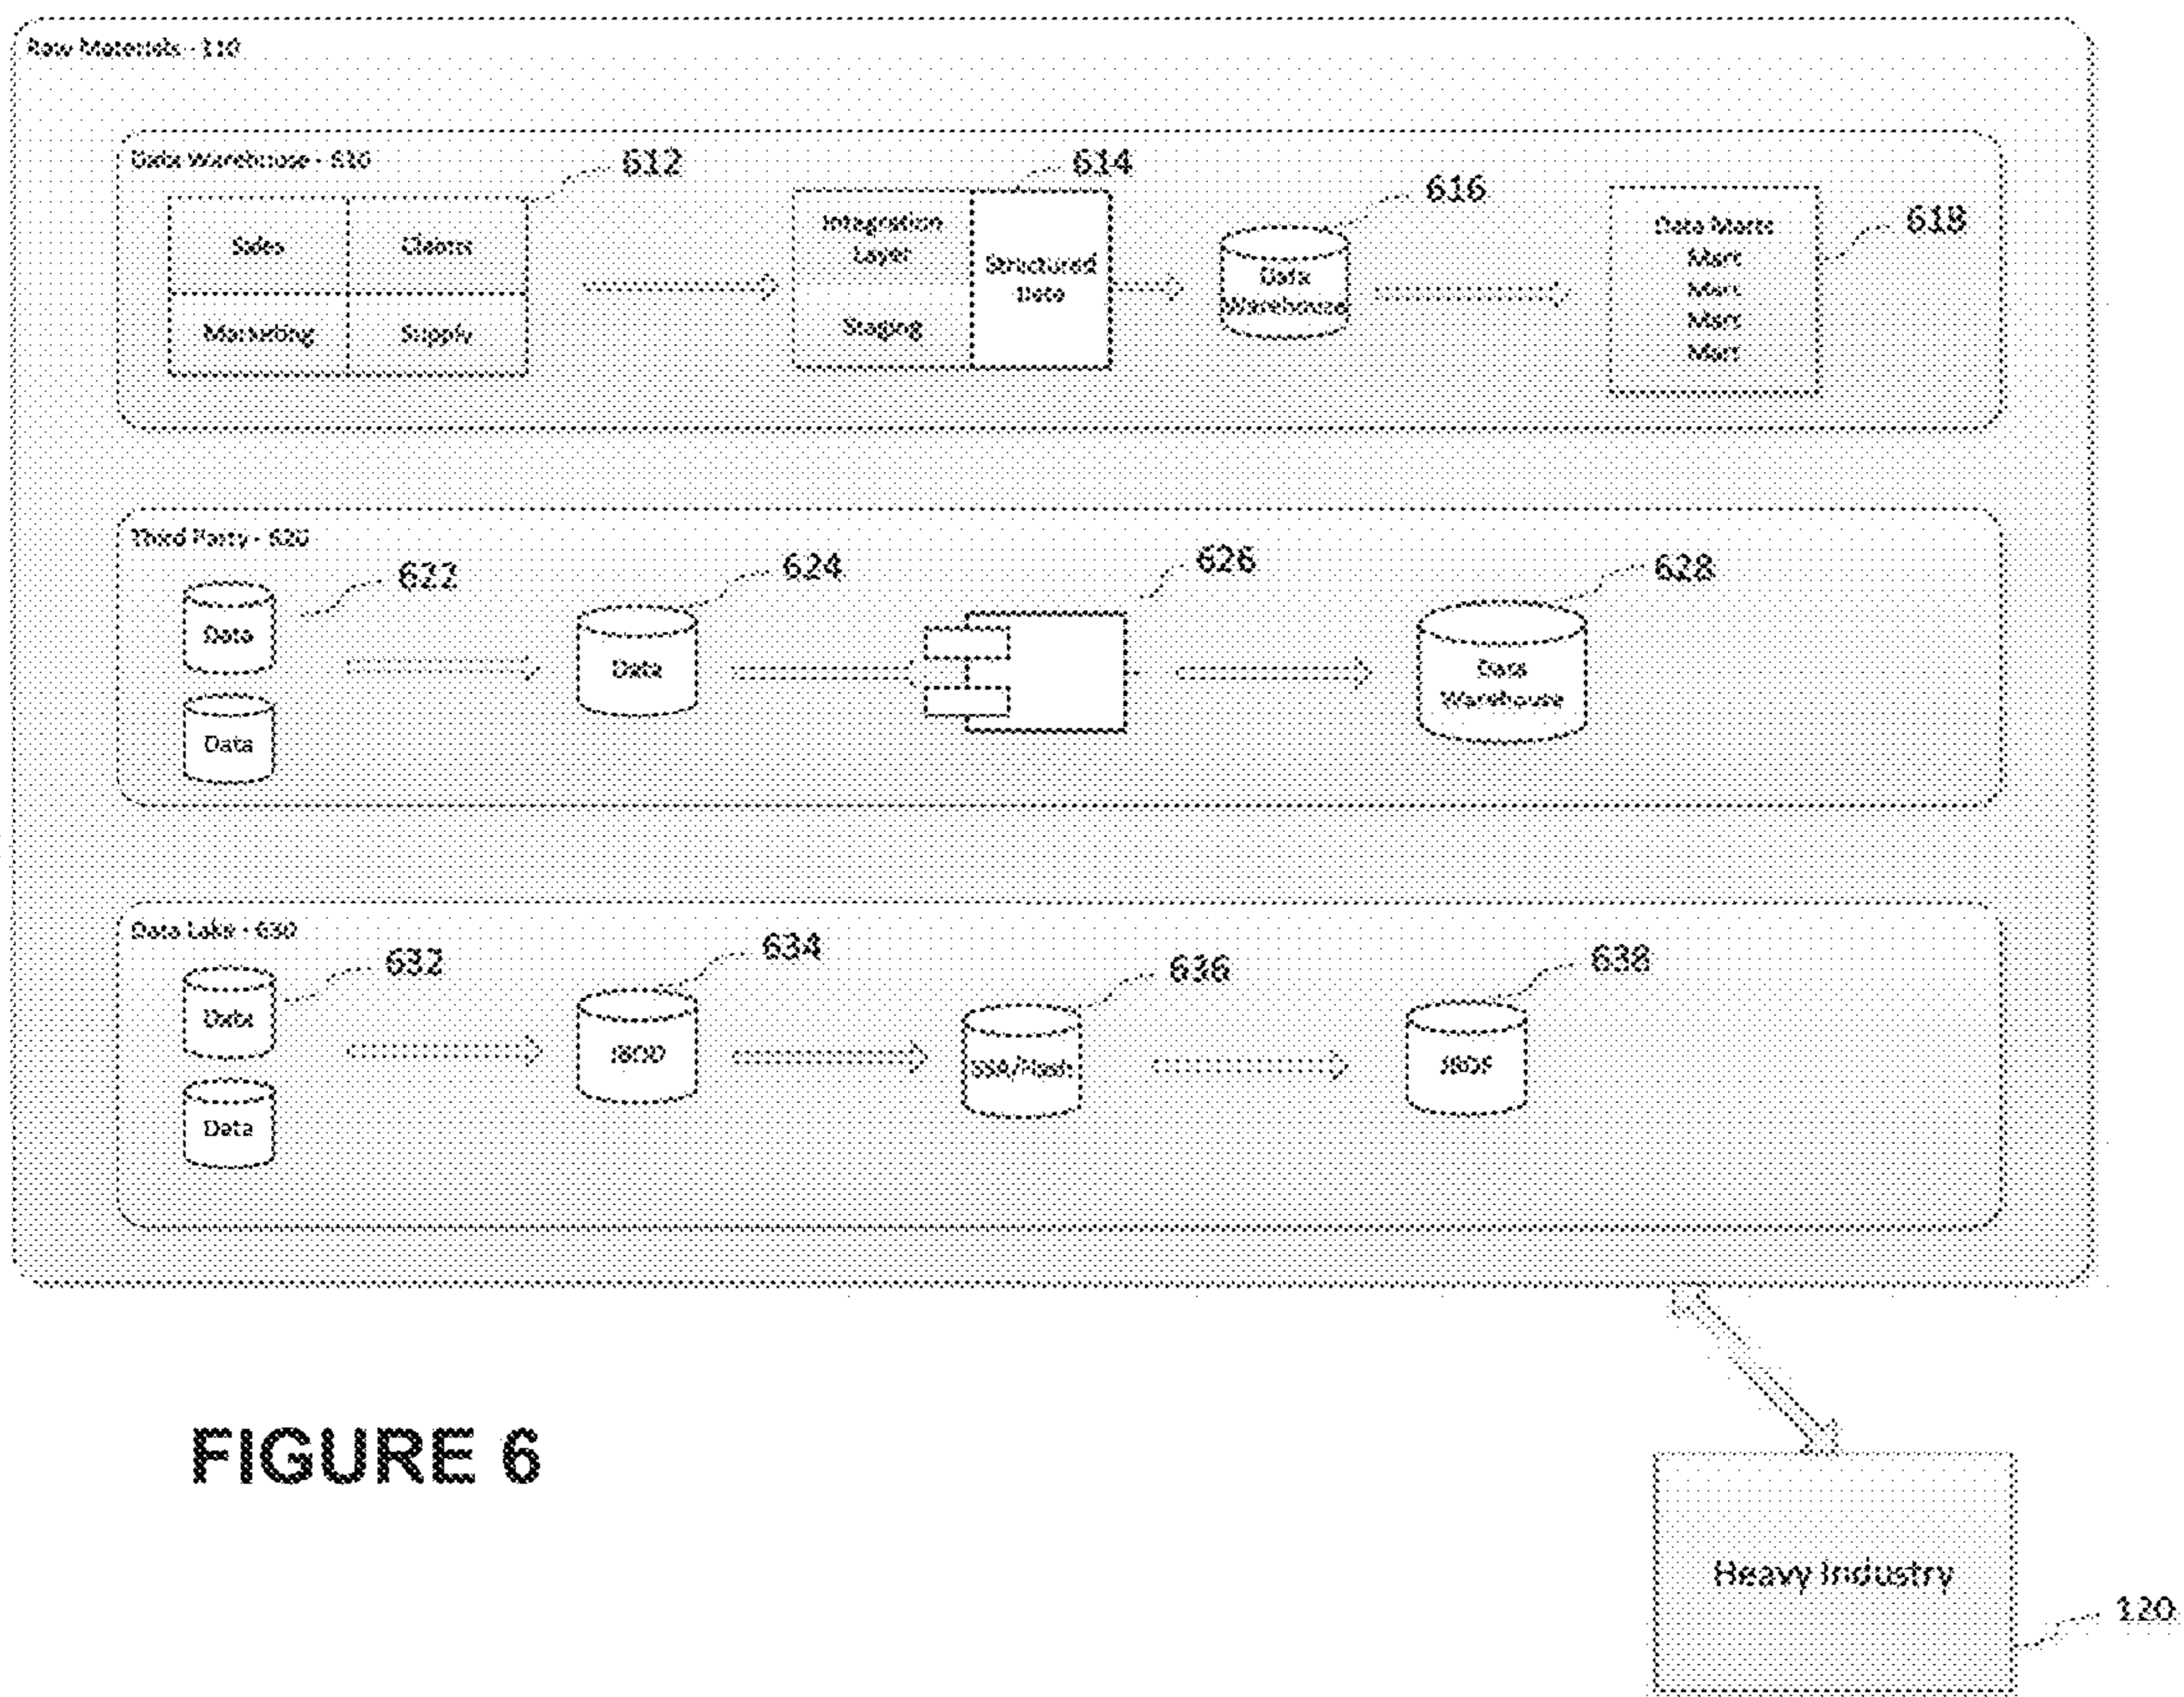 Raw Materials - 110
Data Warehouse - 610
612
614
616
618
Sales
Claims
Marketing
Supply
Integration
Layer
Staging
Structured
Data
Data
Warehouse
Data Marts
Mart
Mart
Mart
Mart
Third Party - 620
622
624
626
628
Data
Data
Data
Data
Warehouse
Data Lake - 630
632
634
636
638
Data
Data
JBOD
SSA/Flash
JBOF
FIGURE 6
Heavy Industry
120